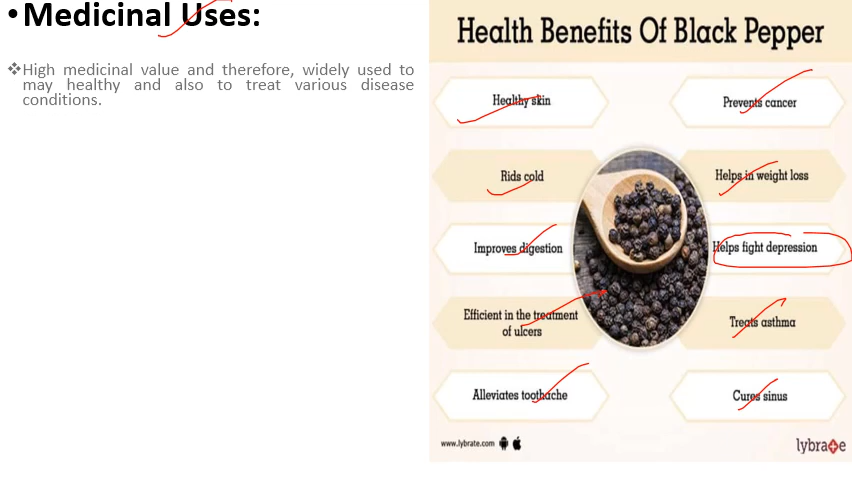 •Medicinal Uses:
❖High medicinal value and therefore, widely used to
may healthy and also to treat various disease
conditions.
Health Benefits Of Black Pepper
Healthy skin
Prevents cancer
Rids cold
Helps in weight loss
Improves digestion
Helps fight depression
Efficient in the treatment
of ulcers
Treats asthma
Alleviates toothache
Cures sinus
www.lybrate.com
lybrate